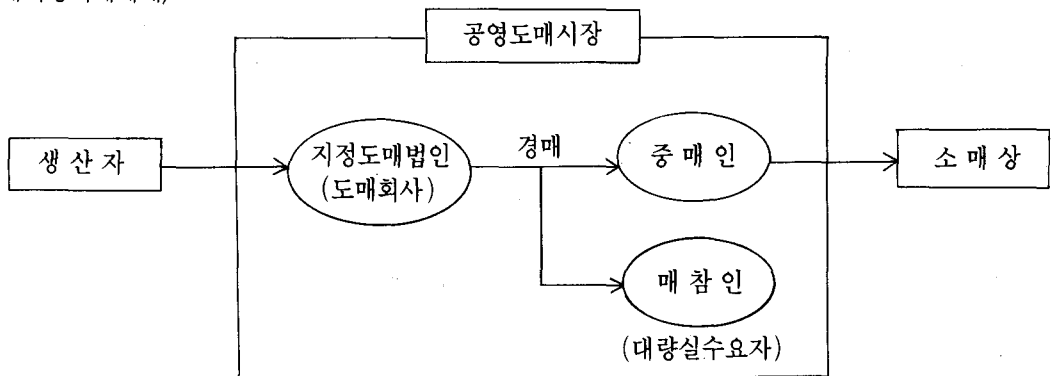 공영도매시장
생 산 자
지정도매법인
(도매회사)
경매
중 매 인
소 매 상
매 참 인
(대량실수요자)